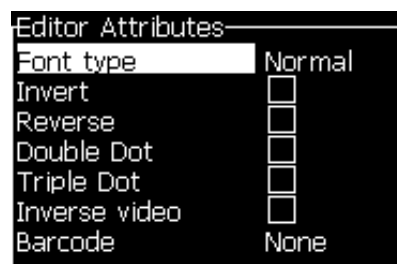 Editor Attributes
Font type Normal
Invert
Reverse
Double Dot
Triple Dot
Inverse video
Barcode None